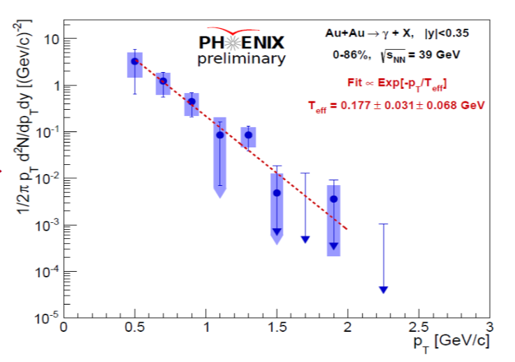 PHENIX
preliminary
Au+Au → γ + X, |y|<0.35
0-86%, √sNN = 39 GeV
Fit ∝ Exp[-pT/Teff]
Teff = 0.177 ± 0.031 ± 0.068 GeV
1/2π pT d²N/dpTdy [(GeV/c)⁻²]
10
1
10⁻¹
10⁻²
10⁻³
10⁻⁴
10⁻⁵
0 0.5 1 1.5 2 2.5 3
pT [GeV/c]